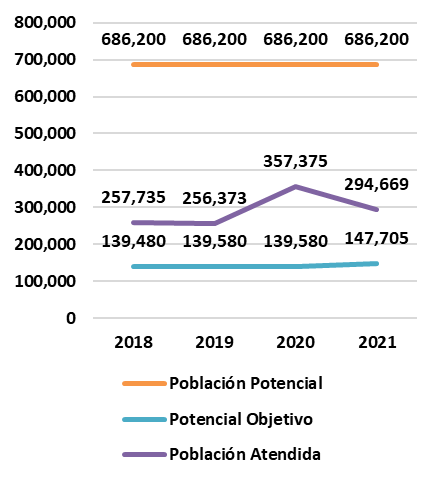 800,000
686,200 686,200 686,200 686,200
700,000
600,000
500,000
400,000
357,375
294,669
257,735 256,373
300,000
200,000
139,480 139,580 139,580 147,705
100,000
0
2018 2019 2020 2021
Población Potencial
Potencial Objetivo
Población Atendida